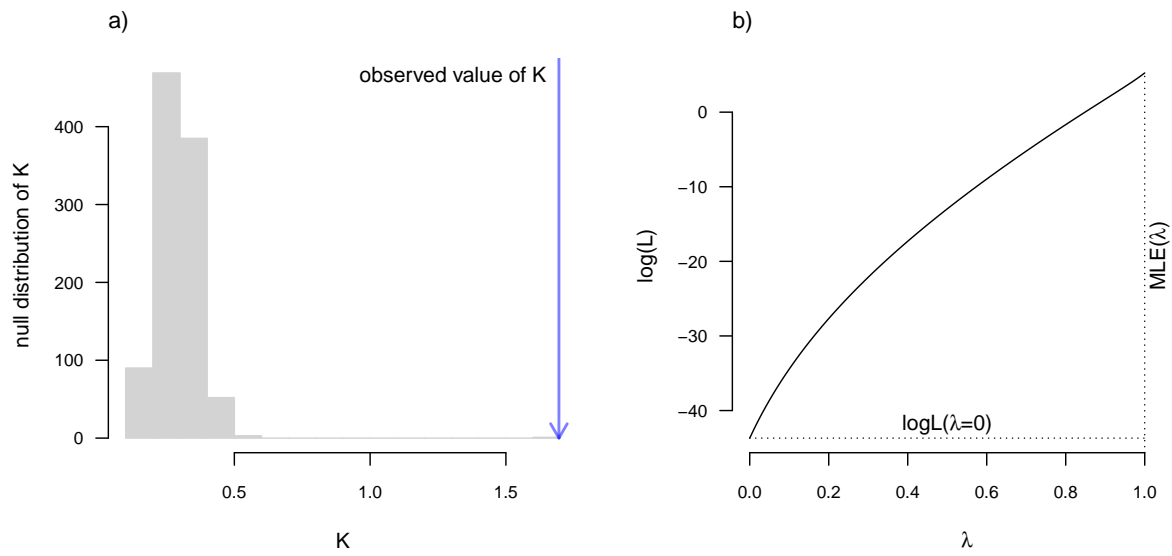 a)
observed value of K
null distribution of K
400
300
200
100
0
0.5
1.0
1.5
K
b)
log(L)
0
−10
−20
−30
−40
logL(λ=0)
MLE(λ)
0.0
0.2
0.4
0.6
0.8
1.0
λ